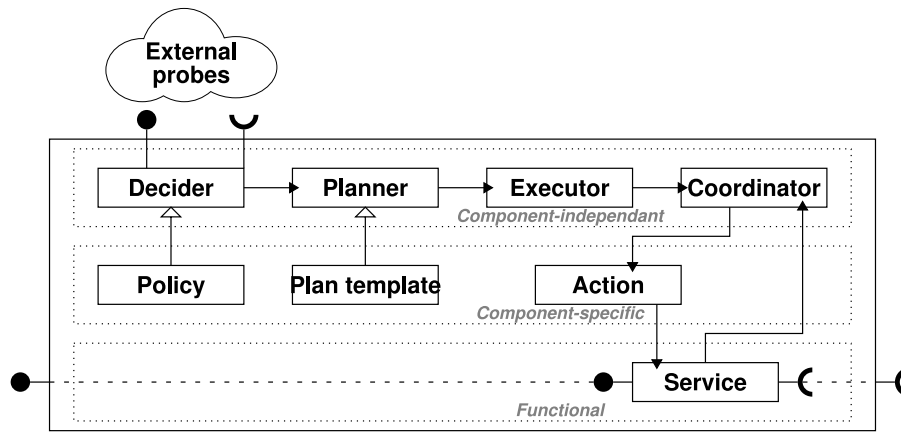 External
probes
Decider
Planner
Executor
Coordinator
Component-independant
Policy
Plan template
Action
Component-specific
Service
Functional